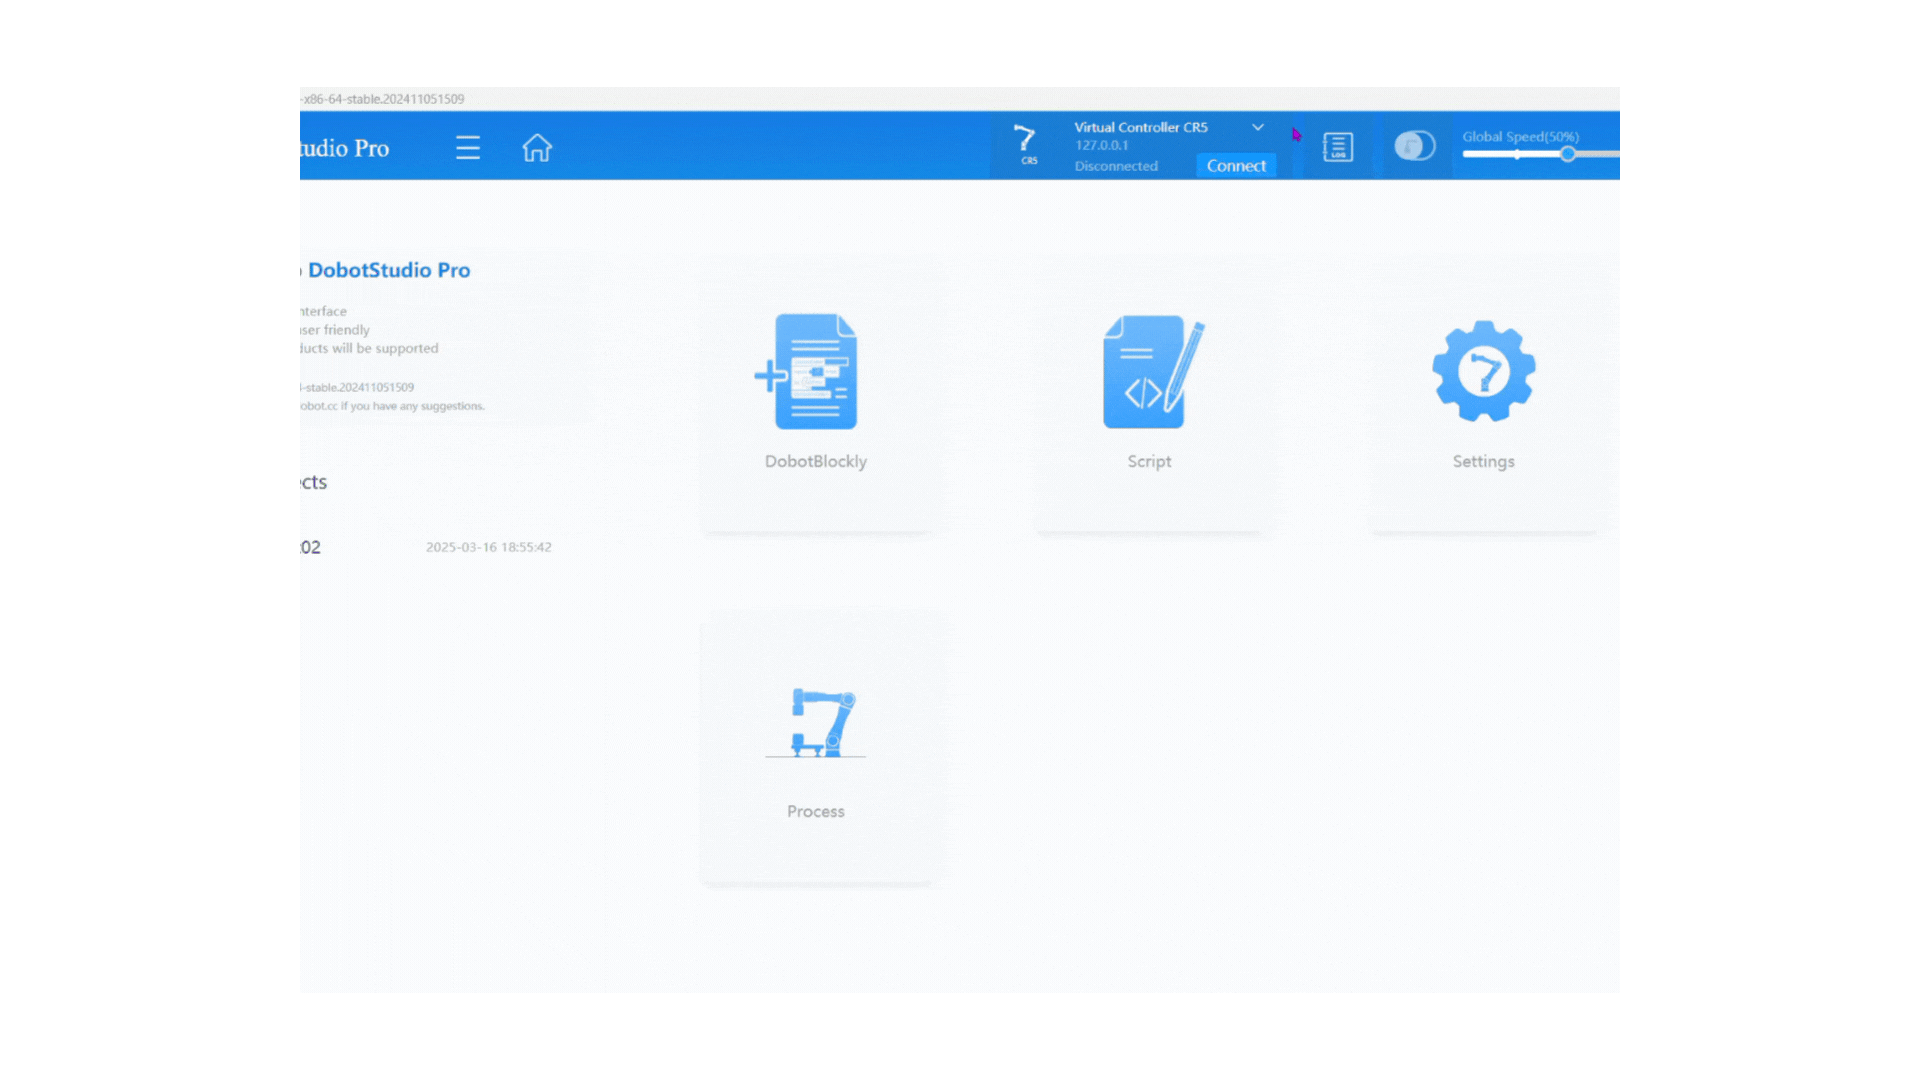 -x86-64-stable.202411051509
tudio Pro
CR5
Virtual Controller CR5
127.0.0.1
Disconnected
Connect
LOG
Global Speed(50%)
DobotStudio Pro
nterface
user friendly
ducts will be supported
-stable.202411051509
obot.cc if you have any suggestions.
cts
02
2025-03-16 18:55:42
DobotBlockly
Script
Settings
Process